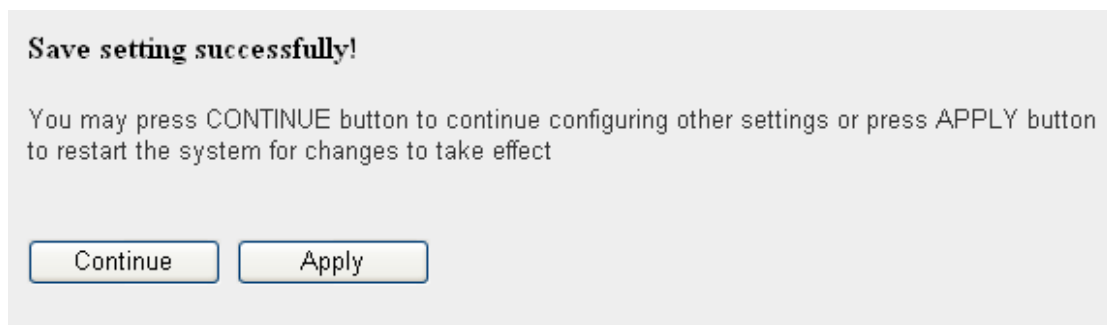 Save setting successfully!
You may press CONTINUE button to continue configuring other settings or press APPLY button
to restart the system for changes to take effect
Continue
Apply